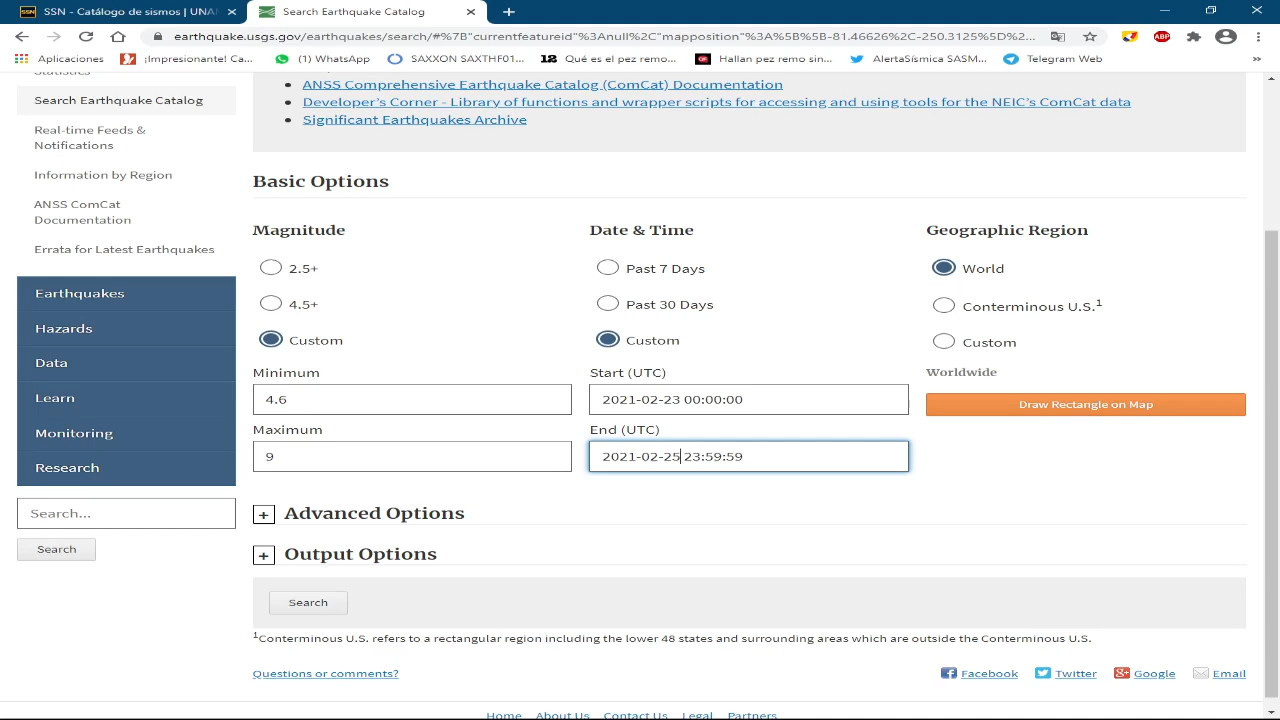 SSN - Catálogo de sismos | UNA
Search Earthquake Catalog
earthquake.usgs.gov/earthquakes/search/#%7B"currentfeatureid"%3Anull%2C"mapposition"%3A%5B%5B-81.46626%2C-250.3125%5D%2...
ABP
Aplicaciones
¡Impresionante! Ca...
(1) WhatsApp
SAXXON SAXTHF01...
12 Qué es el pez remo...
Hallan pez remo sin...
AlertaSísmica SASM...
Telegram Web
Statistics
Search Earthquake Catalog
Real-time Feeds &
Notifications
Information by Region
ANSS ComCat
Documentation
Errata for Latest Earthquakes
Earthquakes
Hazards
Data
Learn
Monitoring
Research
Search...
Search
ANSS Comprehensive Earthquake Catalog (ComCat) Documentation
Developer's Corner - Library of functions and wrapper scripts for accessing and using tools for the NEIC's ComCat data
Significant Earthquakes Archive
Basic Options
Magnitude
2.5+
4.5+
Custom
Minimum
4.6
Maximum
9
Date & Time
Past 7 Days
Past 30 Days
Custom
Start (UTC)
2021-02-23 00:00:00
End (UTC)
2021-02-25 23:59:59
Geographic Region
World
Conterminous U.S.1
Custom
Worldwide
Draw Rectangle on Map
+ Advanced Options
+ Output Options
Search
1Conterminous U.S. refers to a rectangular region including the lower 48 states and surrounding areas which are outside the Conterminous U.S.
Questions or comments?
Facebook
Twitter
Google
Email
Home About Us Contact Us Legal Partners